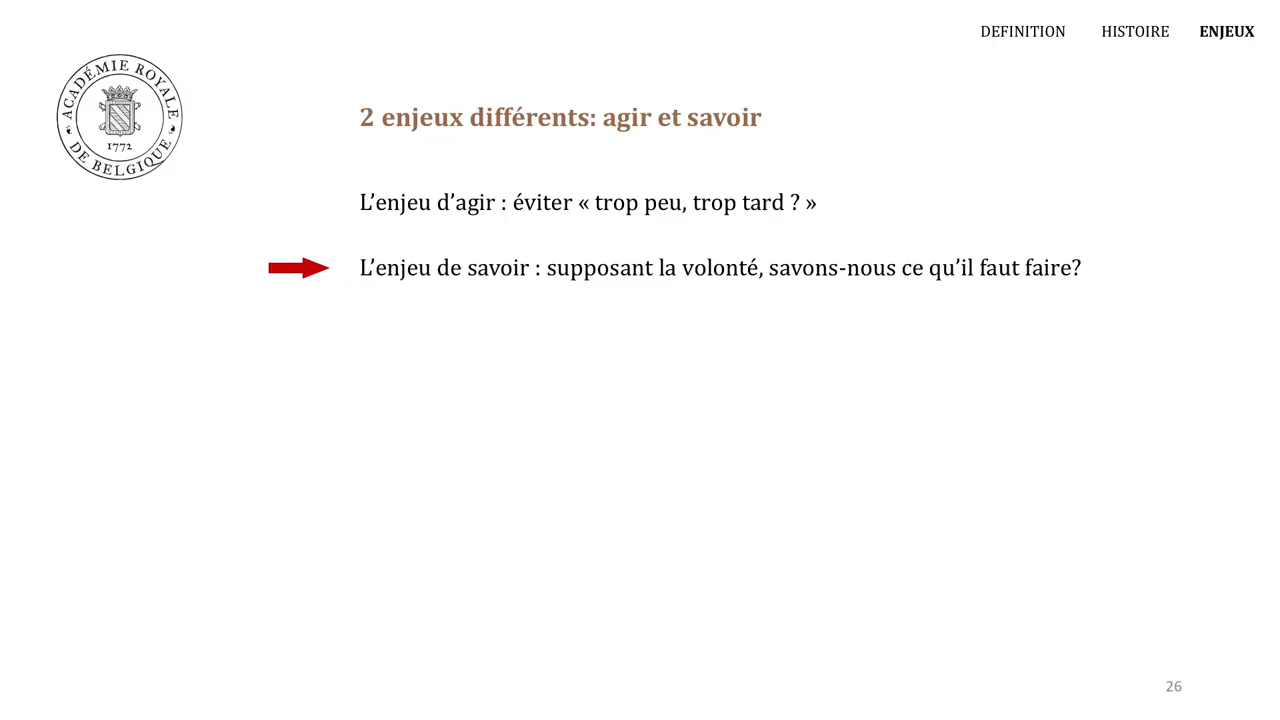 DEFINITION HISTOIRE ENJEUX
ACADÉMIE ROYALE
DE BELGIQUE
1772
2 enjeux différents: agir et savoir
L’enjeu d’agir : éviter « trop peu, trop tard ? »
L’enjeu de savoir : supposant la volonté, savons-nous ce qu’il faut faire?
26